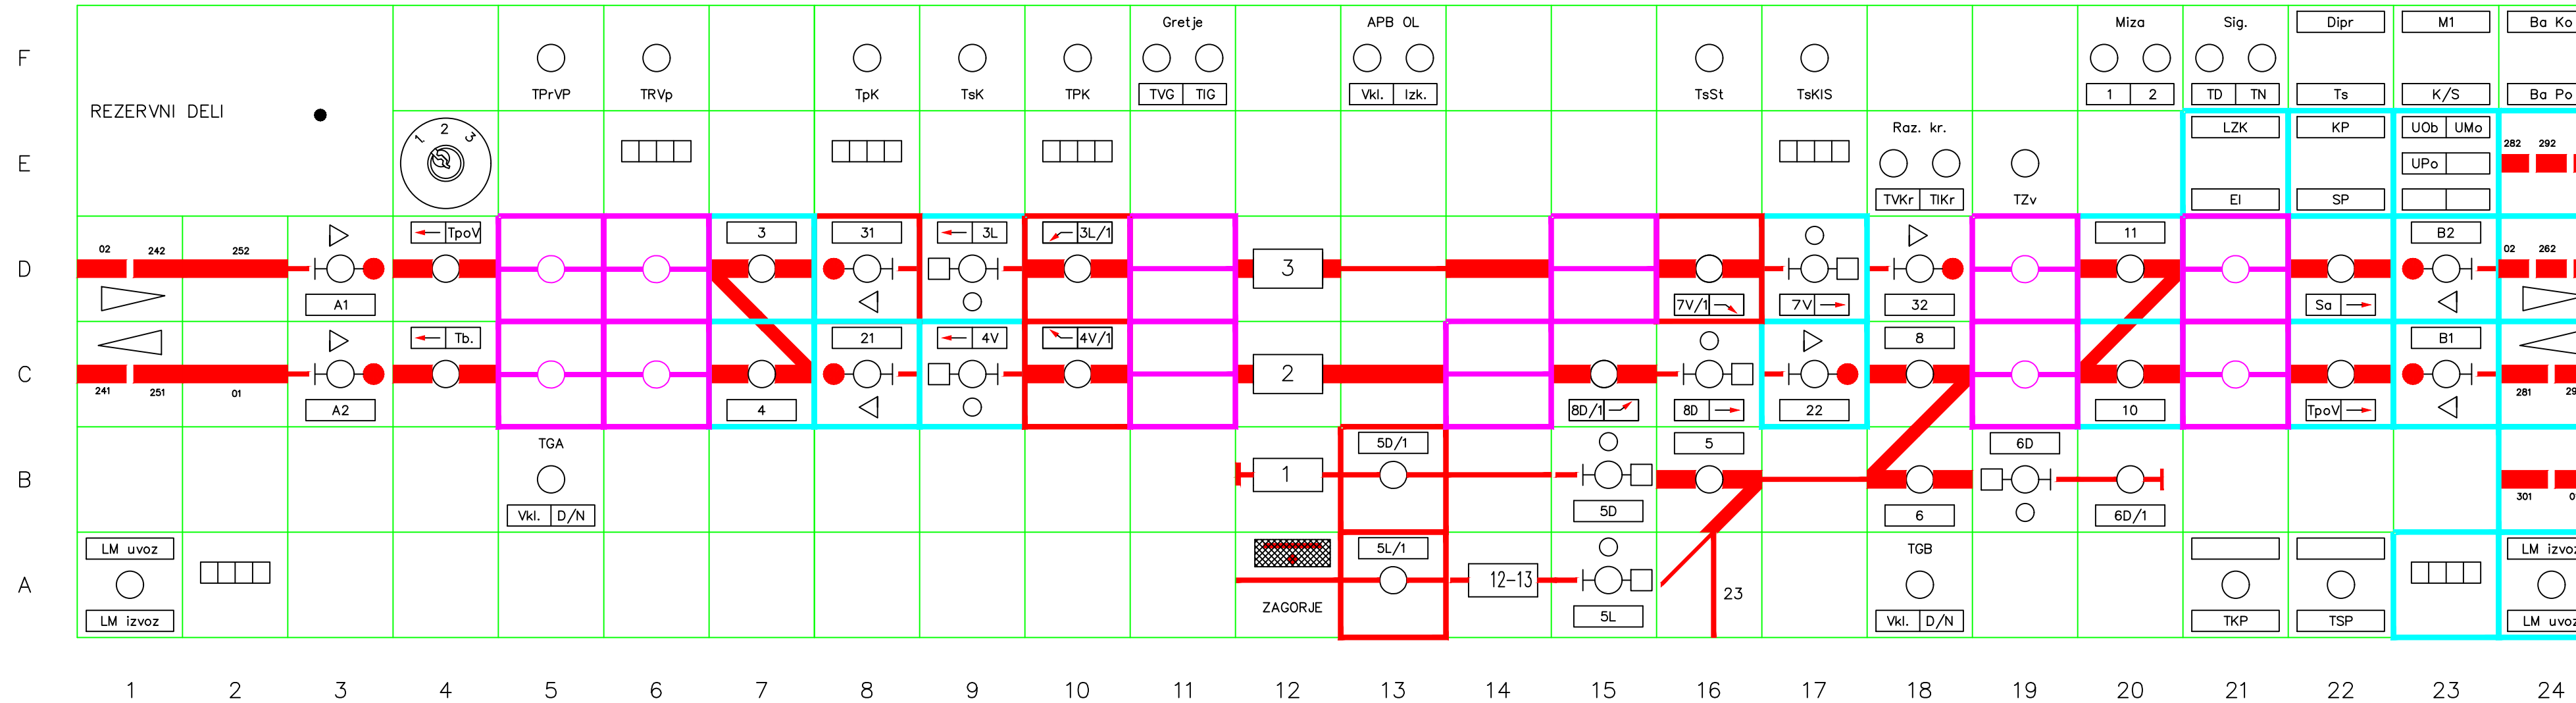 Gretje APB OL Miza Sig. Dipr M1 Ba Ko
F
TPrVP TRVp TpK TsK TPK TVG TIG Vkl. Izk. TsSt TsKIS 1 2 TD TN Ts K/S Ba Po
REZERVNI DELI
1 2 3 Raz. kr. LZK KP UOb UMo
282 292
E
UPo
TVKr TIKr TZv EI SP
TpoV 3 31 3L 3L/1 11 B2
02 242 252 02 262
D 3
A1 7V/1 7V 32 Sa
Tb. 21 4V 4V/1 8 B1
C 2
241 251 01 281
A2 4 8D/1 8D 22 10 TpoV
TGA 5D/1 5 6D
B 1
301
Vkl. D/N 5D 6 6D/1
LM uvoz 5L/1 TGB LM izvoz
A 12-13
23
ZAGORJE
LM izvoz 5L Vkl. D/N TKP TSP LM uvoz
1 2 3 4 5 6 7 8 9 10 11 12 13 14 15 16 17 18 19 20 21 22 23 24